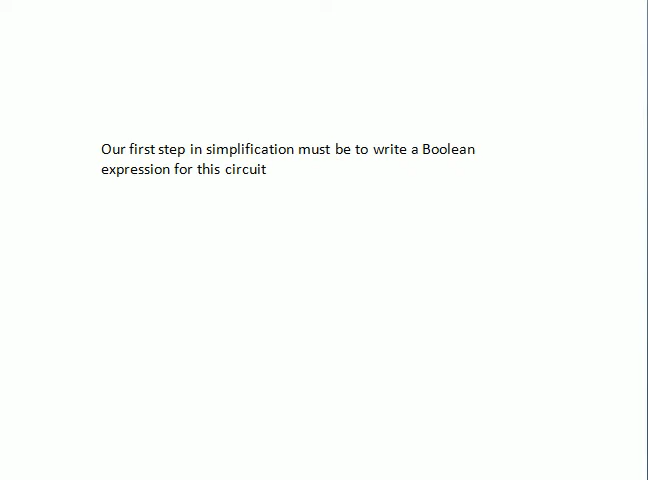 Our first step in simplification must be to write a Boolean
expression for this circuit